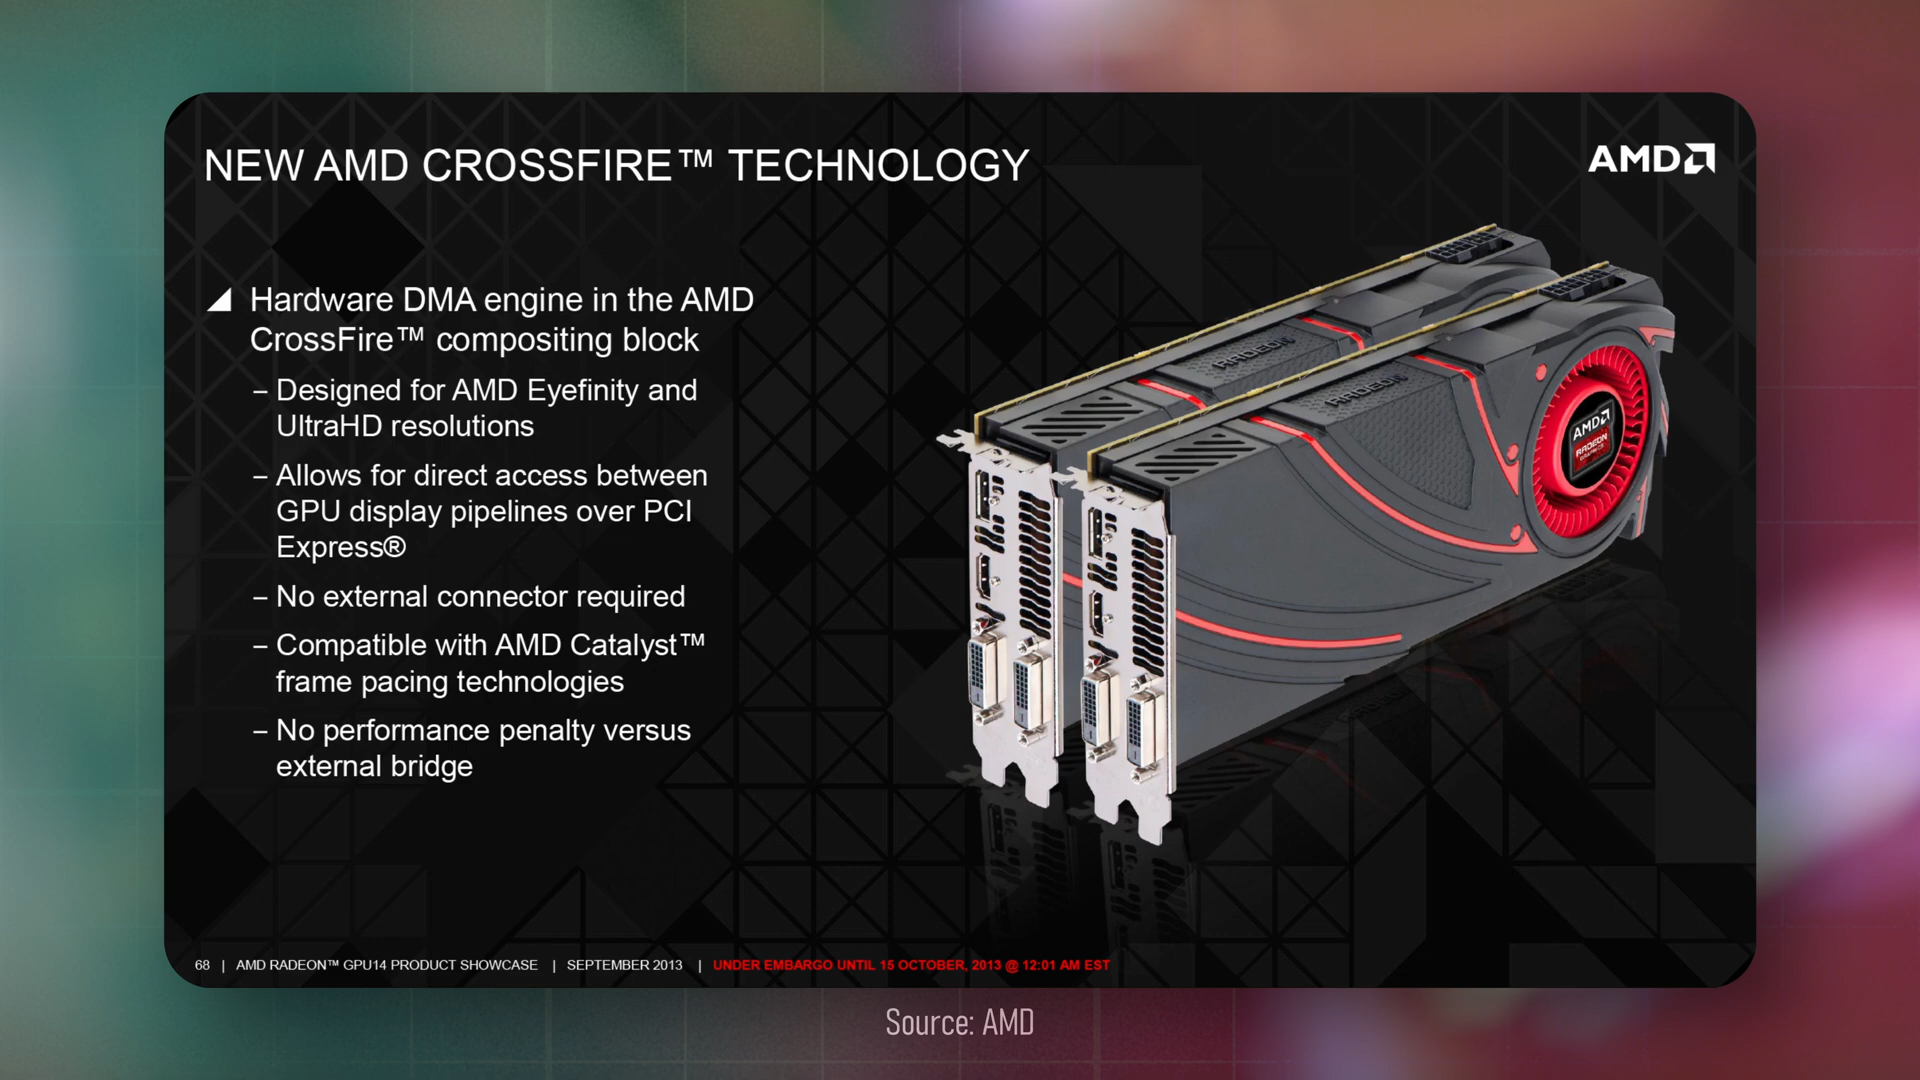 NEW AMD CROSSFIRE™ TECHNOLOGY
AMD
Hardware DMA engine in the AMD
CrossFire™ compositing block
– Designed for AMD Eyefinity and
UltraHD resolutions
– Allows for direct access between
GPU display pipelines over PCI
Express®
– No external connector required
– Compatible with AMD Catalyst™
frame pacing technologies
– No performance penalty versus
external bridge
RADEON
RADEON
AMD
RADEON
GRAPHICS
68 | AMD RADEON™ GPU14 PRODUCT SHOWCASE | SEPTEMBER 2013 | UNDER EMBARGO UNTIL 15 OCTOBER, 2013 @ 12:01 AM EST
Source: AMD